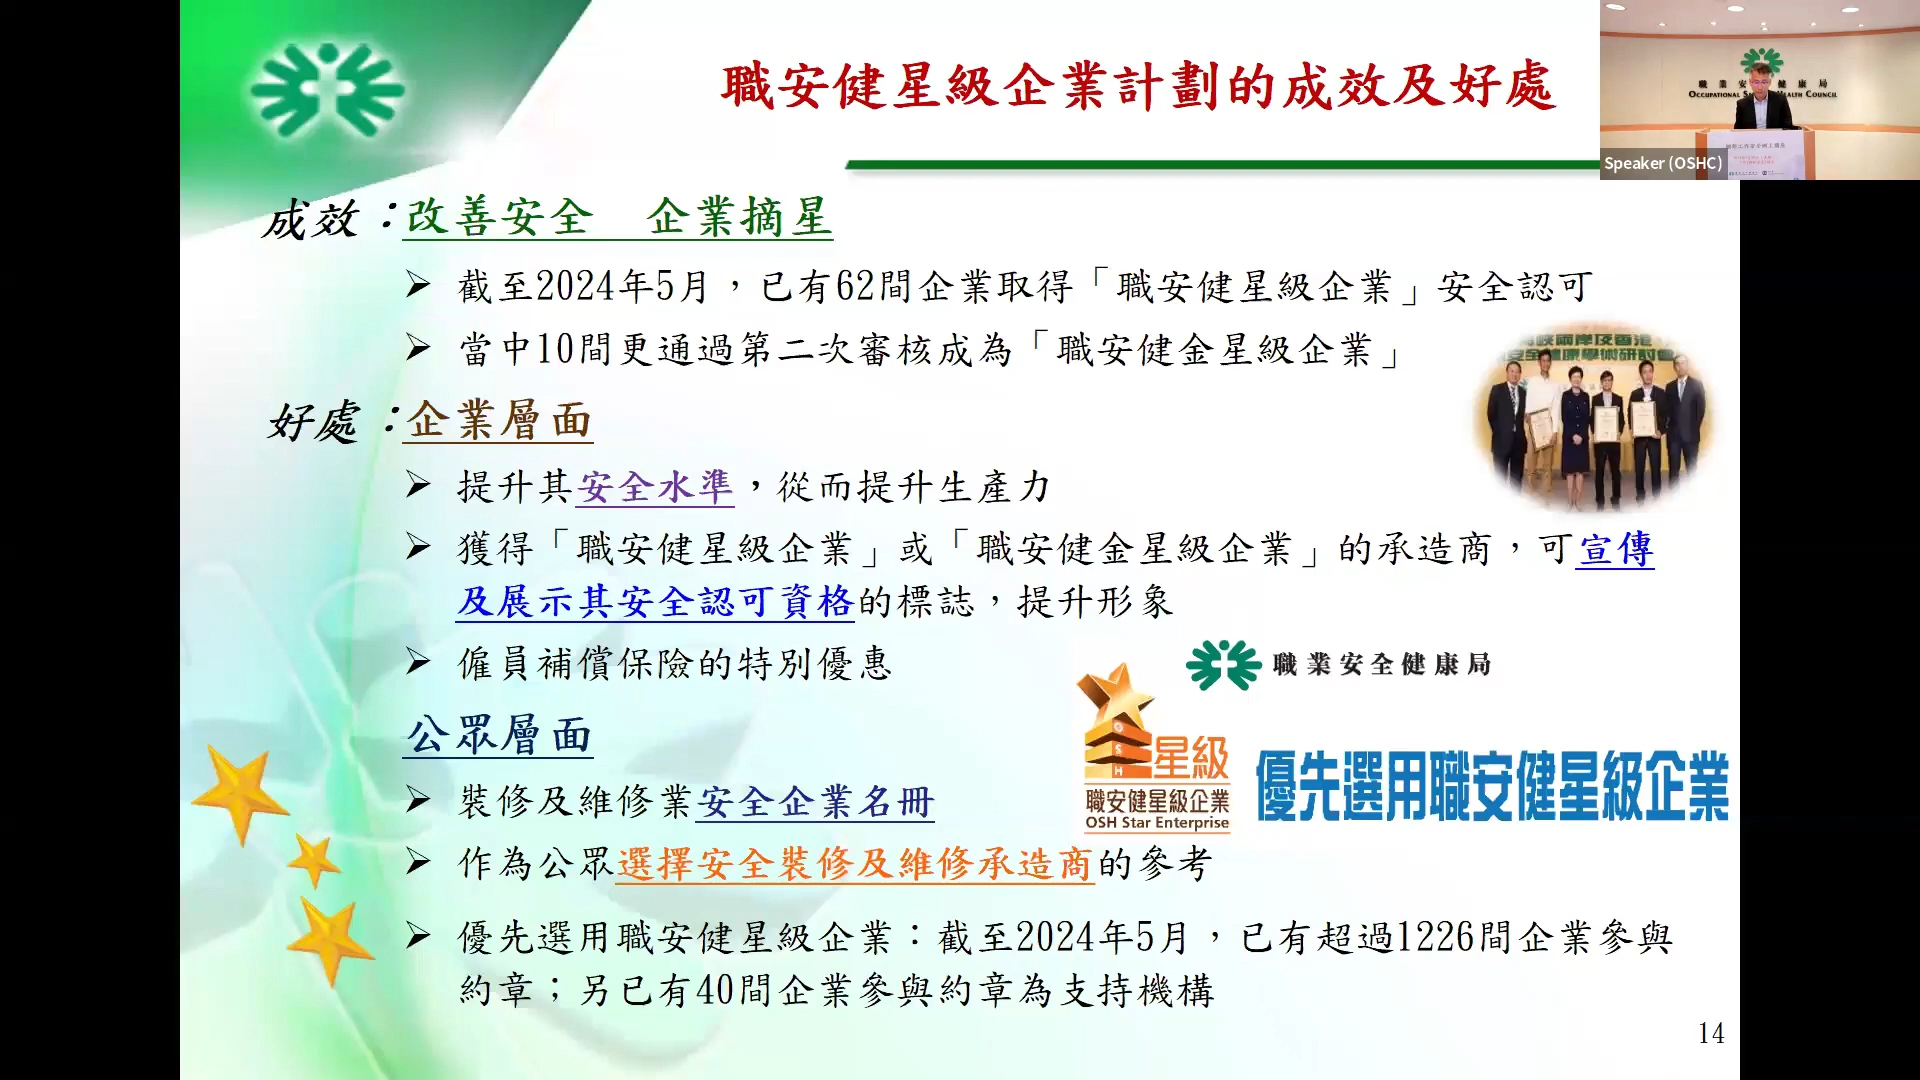 職安健星級企業計劃的成效及好處
職業安健康局
OCCUPATIONAL HEALTH COUNCIL
Speaker (OSHC)
成效：改善安全　企業摘星
➢ 截至2024年5月，已有62間企業取得「職安健星級企業」安全認可
➢ 當中10間更通過第二次審核成為「職安健金星級企業」
好處：企業層面
➢ 提升其安全水準，從而提升生產力
➢ 獲得「職安健星級企業」或「職安健金星級企業」的承造商，可宣傳
及展示其安全認可資格的標誌，提升形象
➢ 僱員補償保險的特別優惠
職業安全健康局
公眾層面
OSH
星級
職安健星級企業
OSH Star Enterprise
優先選用職安健星級企業
➢ 裝修及維修業安全企業名冊
➢ 作為公眾選擇安全裝修及維修承造商的參考
➢ 優先選用職安健星級企業：截至2024年5月，已有超過1226間企業參與
約章；另已有40間企業參與約章為支持機構
14